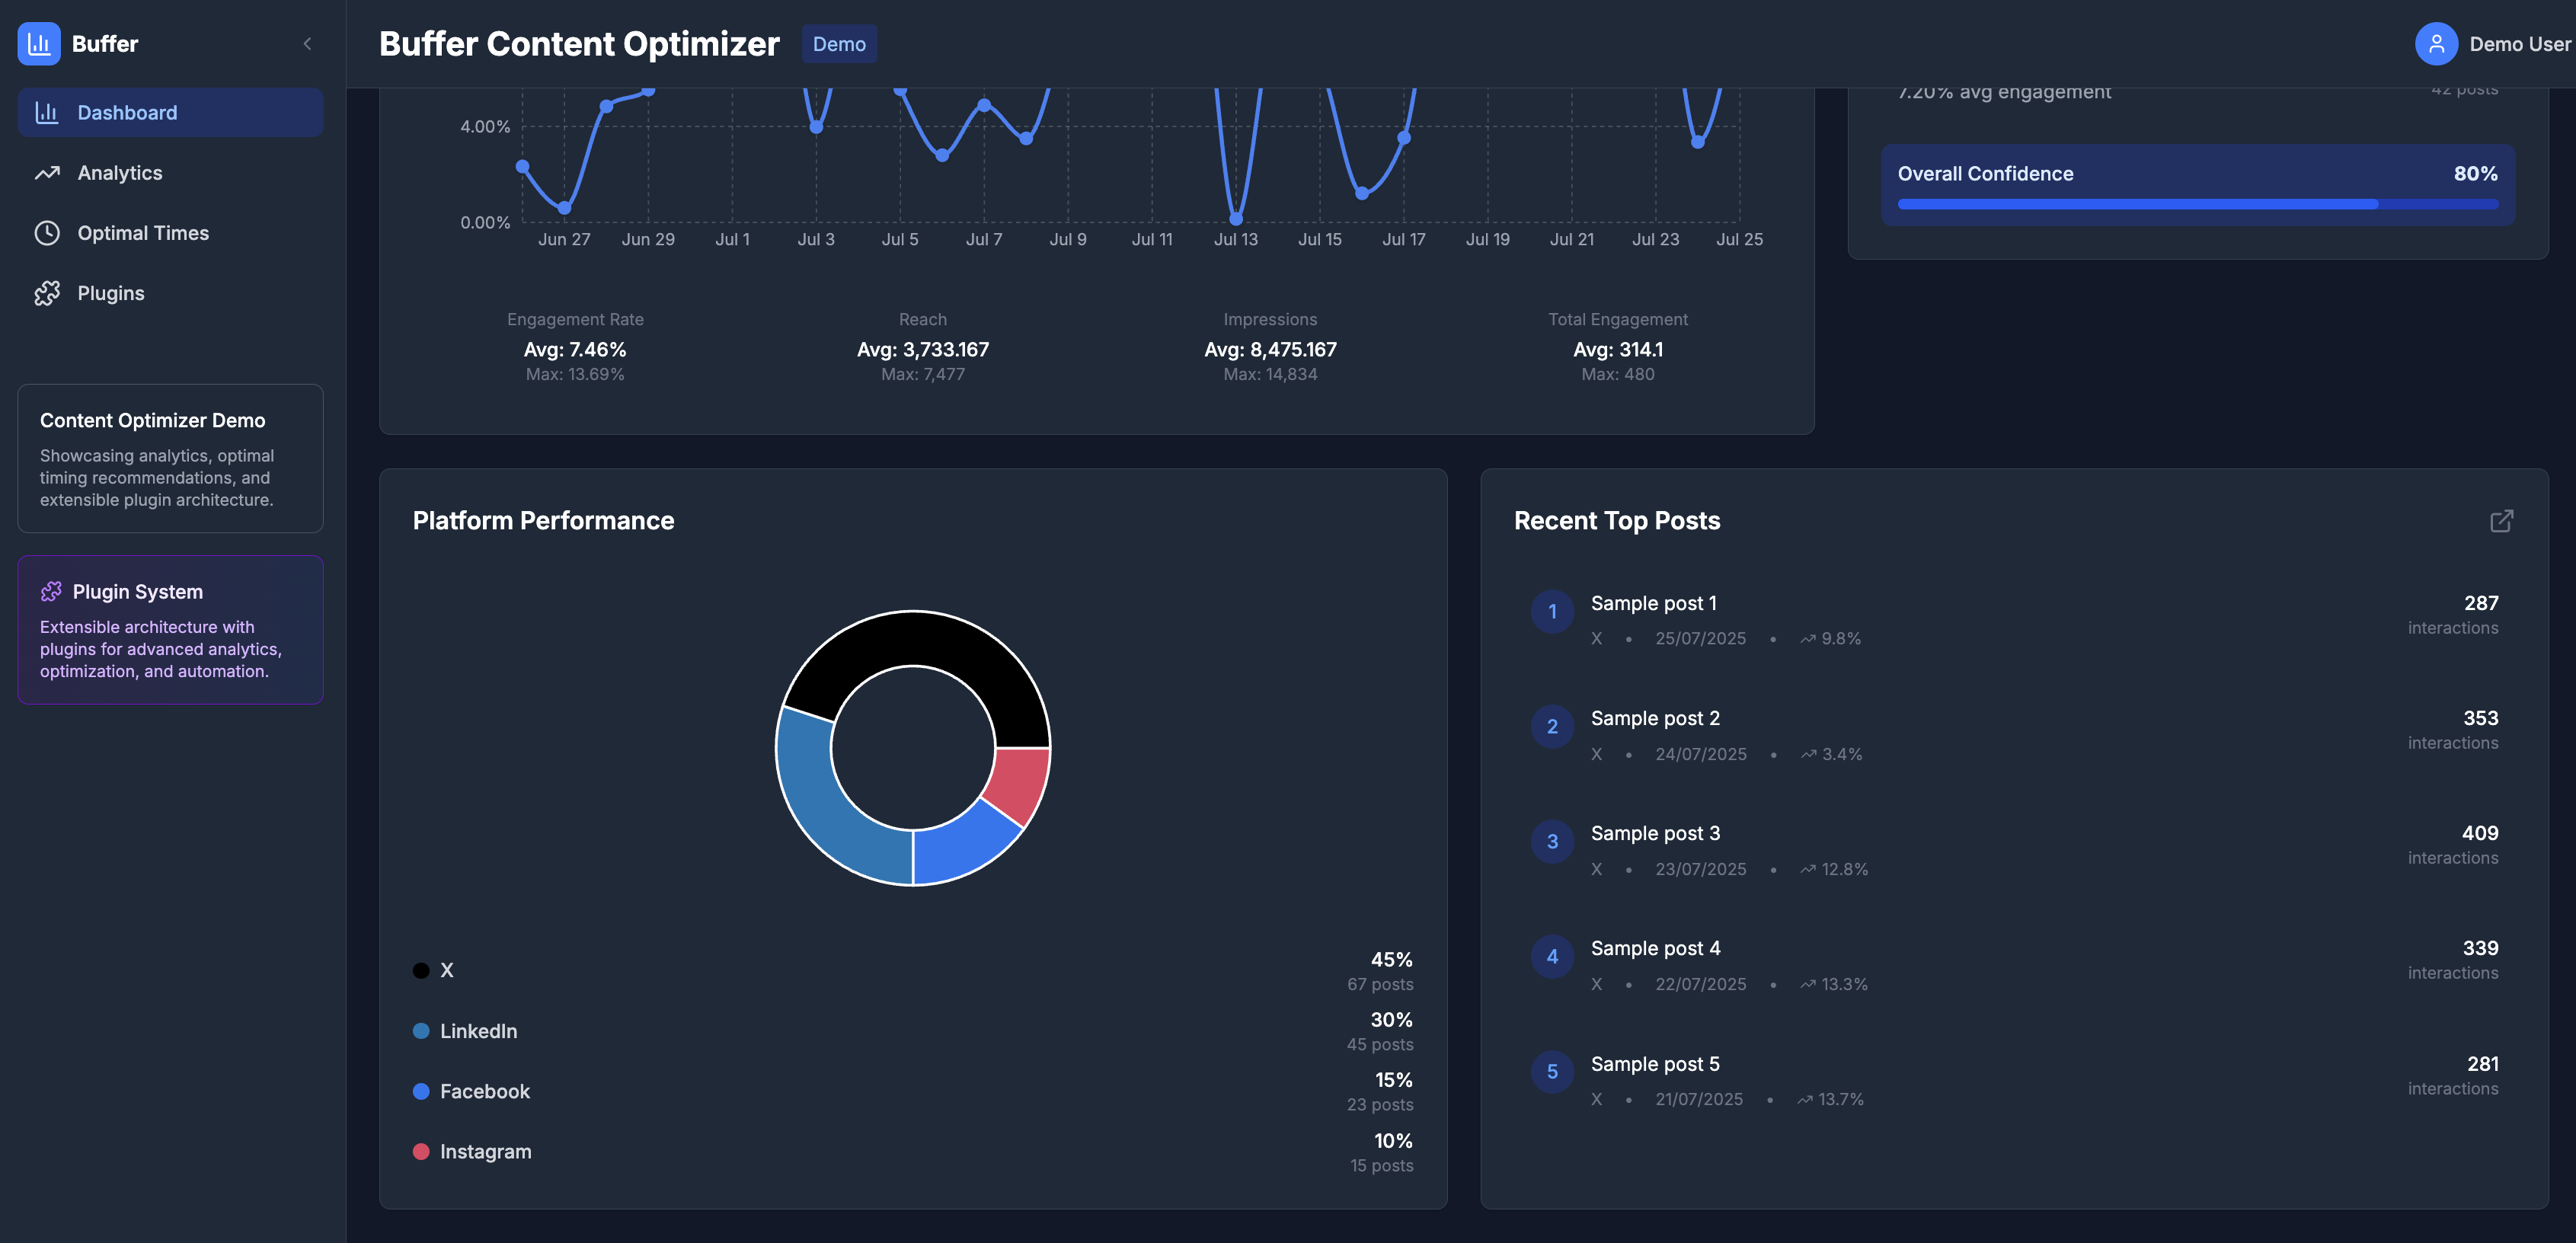 Buffer
Dashboard
Analytics
Optimal Times
Plugins
Content Optimizer Demo
Showcasing analytics, optimal
timing recommendations, and
extensible plugin architecture.
Plugin System
Extensible architecture with
plugins for advanced analytics,
optimization, and automation.
Buffer Content Optimizer
Demo
Demo User
4.00%
0.00%
Jun 27
Jun 29
Jul 1
Jul 3
Jul 5
Jul 7
Jul 9
Jul 11
Jul 13
Jul 15
Jul 17
Jul 19
Jul 21
Jul 23
Jul 25
Engagement Rate
Avg: 7.46%
Max: 13.69%
Reach
Avg: 3,733.167
Max: 7,477
Impressions
Avg: 8,475.167
Max: 14,834
Total Engagement
Avg: 314.1
Max: 480
7.20% avg engagement
42 posts
Overall Confidence
80%
Platform Performance
X
45%
67 posts
LinkedIn
30%
45 posts
Facebook
15%
23 posts
Instagram
10%
15 posts
Recent Top Posts
1
Sample post 1
X • 25/07/2025 • 9.8%
287
interactions
2
Sample post 2
X • 24/07/2025 • 3.4%
353
interactions
3
Sample post 3
X • 23/07/2025 • 12.8%
409
interactions
4
Sample post 4
X • 22/07/2025 • 13.3%
339
interactions
5
Sample post 5
X • 21/07/2025 • 13.7%
281
interactions